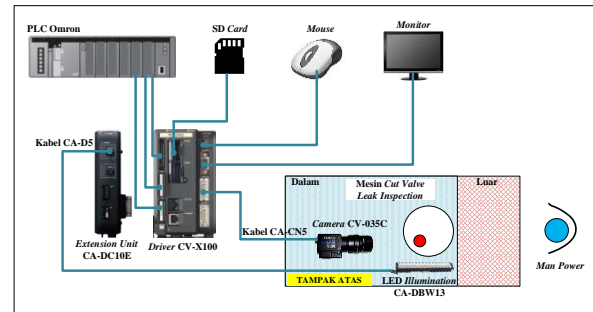 PLC Omron
SD Card
Mouse
Monitor
Kabel CA-D5
Extension Unit
CA-DC10E
Driver CV-X100
Kabel CA-CN5
Dalam
Mesin Cut Valve
Leak Inspection
Luar
Camera CV-035C
Man Power
TAMPAK ATAS
LED Illumination
CA-DBW13